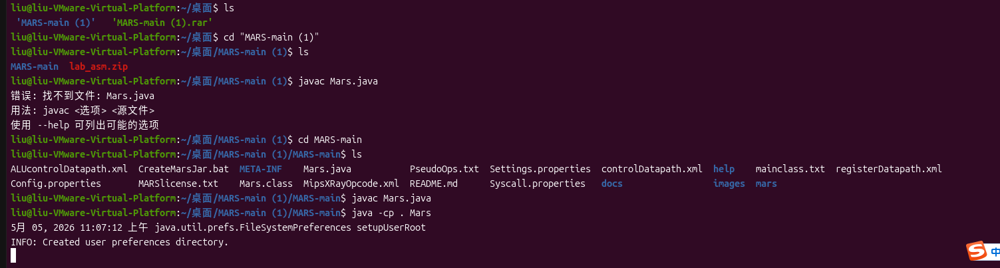 liu@liu-VMware-Virtual-Platform:~/桌面$ ls
'MARS-main (1)'   'MARS-main (1).rar'
liu@liu-VMware-Virtual-Platform:~/桌面$ cd "MARS-main (1)"
liu@liu-VMware-Virtual-Platform:~/桌面/MARS-main (1)$ ls
MARS-main  lab_asm.zip
liu@liu-VMware-Virtual-Platform:~/桌面/MARS-main (1)$ javac Mars.java
错误: 找不到文件: Mars.java
用法: javac <选项> <源文件>
使用 --help 可列出可能的选项
liu@liu-VMware-Virtual-Platform:~/桌面/MARS-main (1)$ cd MARS-main
liu@liu-VMware-Virtual-Platform:~/桌面/MARS-main (1)/MARS-main$ ls
ALUcontrolDatapath.xml  CreateMarsJar.bat  META-INF    Mars.java           PseudoOps.txt  Settings.properties  controlDatapath.xml  help    mainclass.txt  registerDatapath.xml
Config.properties       MARSlicense.txt    Mars.class  MipsXRayOpcode.xml  README.md      Syscall.properties   docs                 images  mars
liu@liu-VMware-Virtual-Platform:~/桌面/MARS-main (1)/MARS-main$ javac Mars.java
liu@liu-VMware-Virtual-Platform:~/桌面/MARS-main (1)/MARS-main$ java -cp . Mars
5月 05, 2026 11:07:12 上午 java.util.prefs.FileSystemPreferences setupUserRoot
INFO: Created user preferences directory.
S 中